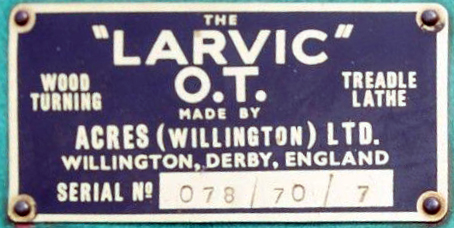 THE
"LARVIC"
O.T.
WOOD TURNING
TREADLE LATHE
MADE BY
ACRES (WILLINGTON) LTD.
WILLINGTON, DERBY, ENGLAND
SERIAL Nº 078/70/7